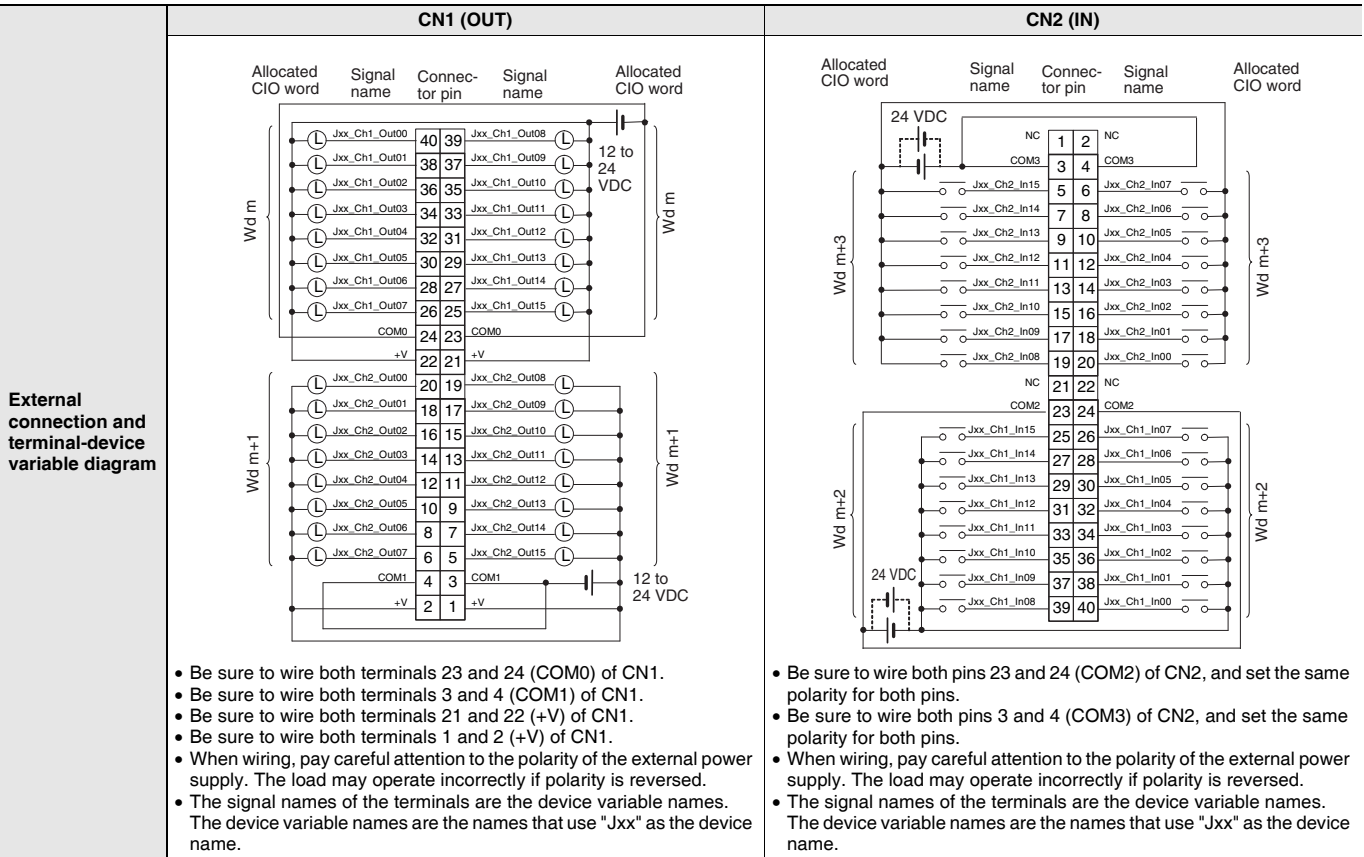 CN1 (OUT)
CN2 (IN)
External
connection and
terminal-device
variable diagram
Allocated
CIO word
Signal
name
Connec-
tor pin
Signal
name
Allocated
CIO word
12 to
24
VDC
Wd m
Wd m
L Jxx_Ch1_Out00 40 39 Jxx_Ch1_Out08 L
L Jxx_Ch1_Out01 38 37 Jxx_Ch1_Out09 L
L Jxx_Ch1_Out02 36 35 Jxx_Ch1_Out10 L
L Jxx_Ch1_Out03 34 33 Jxx_Ch1_Out11 L
L Jxx_Ch1_Out04 32 31 Jxx_Ch1_Out12 L
L Jxx_Ch1_Out05 30 29 Jxx_Ch1_Out13 L
L Jxx_Ch1_Out06 28 27 Jxx_Ch1_Out14 L
L Jxx_Ch1_Out07 26 25 Jxx_Ch1_Out15 L
COM0 24 23 COM0
+V 22 21 +V
Wd m+1
Wd m+1
L Jxx_Ch2_Out00 20 19 Jxx_Ch2_Out08 L
L Jxx_Ch2_Out01 18 17 Jxx_Ch2_Out09 L
L Jxx_Ch2_Out02 16 15 Jxx_Ch2_Out10 L
L Jxx_Ch2_Out03 14 13 Jxx_Ch2_Out11 L
L Jxx_Ch2_Out04 12 11 Jxx_Ch2_Out12 L
L Jxx_Ch2_Out05 10 9 Jxx_Ch2_Out13 L
L Jxx_Ch2_Out06 8 7 Jxx_Ch2_Out14 L
L Jxx_Ch2_Out07 6 5 Jxx_Ch2_Out15 L
COM1 4 3 COM1
+V 2 1 +V
12 to
24 VDC
• Be sure to wire both terminals 23 and 24 (COM0) of CN1.
• Be sure to wire both terminals 3 and 4 (COM1) of CN1.
• Be sure to wire both terminals 21 and 22 (+V) of CN1.
• Be sure to wire both terminals 1 and 2 (+V) of CN1.
• When wiring, pay careful attention to the polarity of the external power
supply. The load may operate incorrectly if polarity is reversed.
• The signal names of the terminals are the device variable names.
The device variable names are the names that use "Jxx" as the device
name.
Allocated
CIO word
Signal
name
Connec-
tor pin
Signal
name
Allocated
CIO word
24 VDC
NC 1 2 NC
COM3 3 4 COM3
Wd m+3
Wd m+3
Jxx_Ch2_In15 5 6 Jxx_Ch2_In07
Jxx_Ch2_In14 7 8 Jxx_Ch2_In06
Jxx_Ch2_In13 9 10 Jxx_Ch2_In05
Jxx_Ch2_In12 11 12 Jxx_Ch2_In04
Jxx_Ch2_In11 13 14 Jxx_Ch2_In03
Jxx_Ch2_In10 15 16 Jxx_Ch2_In02
Jxx_Ch2_In09 17 18 Jxx_Ch2_In01
Jxx_Ch2_In08 19 20 Jxx_Ch2_In00
NC 21 22 NC
COM2 23 24 COM2
Wd m+2
Wd m+2
Jxx_Ch1_In15 25 26 Jxx_Ch1_In07
Jxx_Ch1_In14 27 28 Jxx_Ch1_In06
Jxx_Ch1_In13 29 30 Jxx_Ch1_In05
Jxx_Ch1_In12 31 32 Jxx_Ch1_In04
Jxx_Ch1_In11 33 34 Jxx_Ch1_In03
Jxx_Ch1_In10 35 36 Jxx_Ch1_In02
Jxx_Ch1_In09 37 38 Jxx_Ch1_In01
Jxx_Ch1_In08 39 40 Jxx_Ch1_In00
24 VDC
• Be sure to wire both pins 23 and 24 (COM2) of CN2, and set the same
polarity for both pins.
• Be sure to wire both pins 3 and 4 (COM3) of CN2, and set the same
polarity for both pins.
• When wiring, pay careful attention to the polarity of the external power
supply. The load may operate incorrectly if polarity is reversed.
• The signal names of the terminals are the device variable names.
The device variable names are the names that use "Jxx" as the device
name.